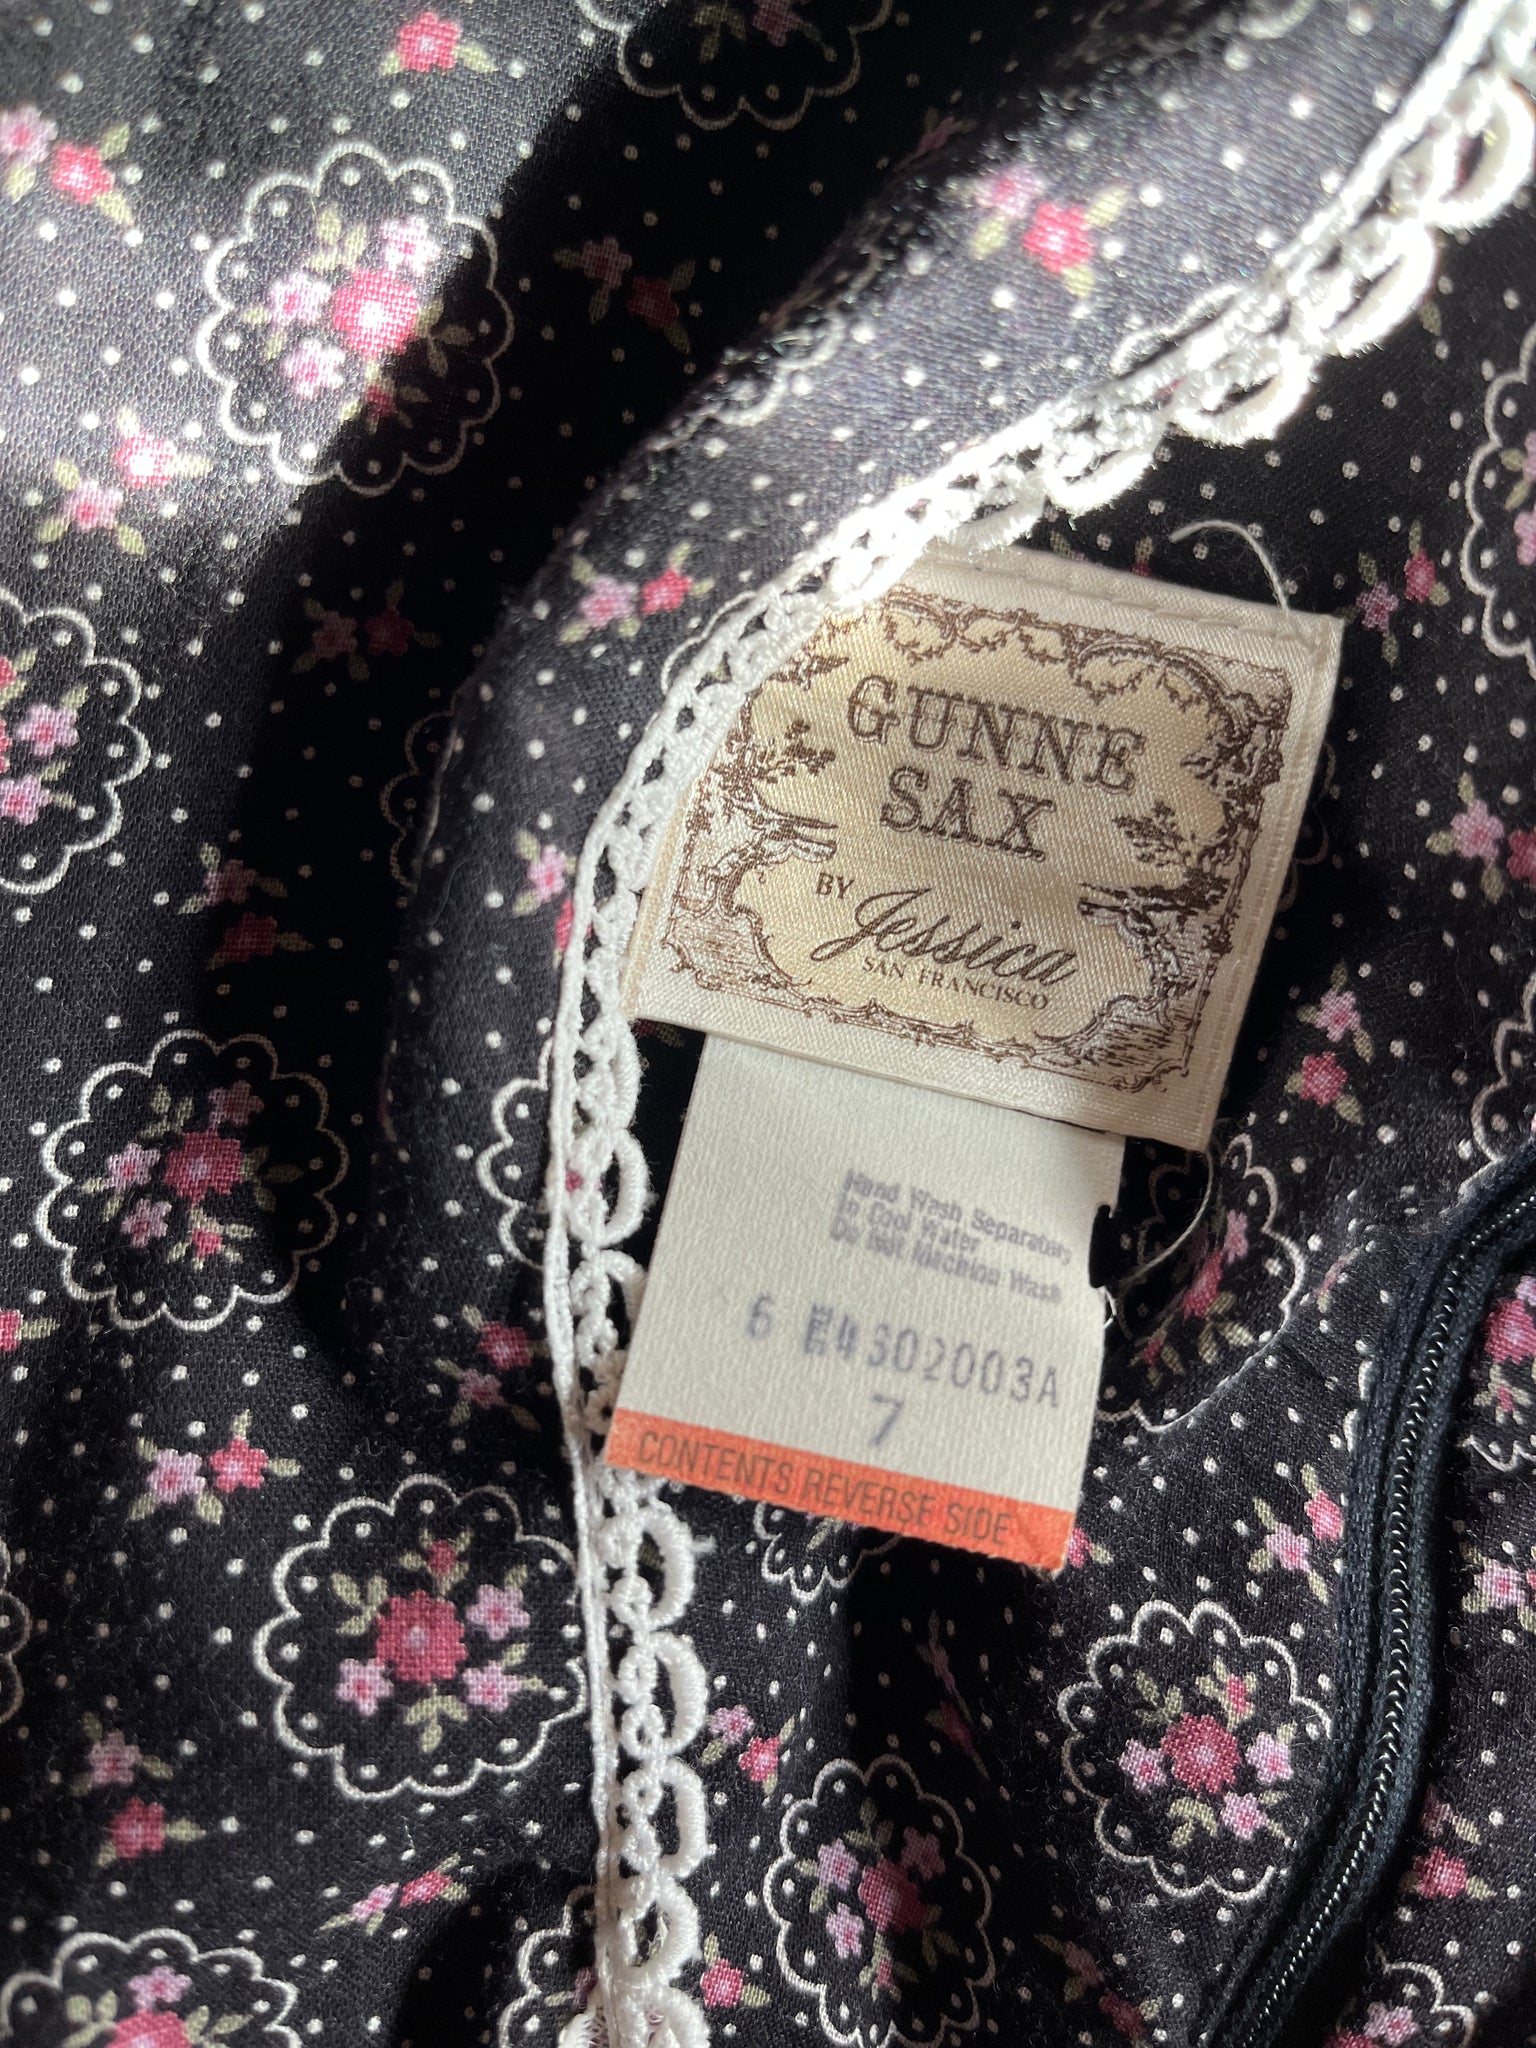 GUNNE
SAX
BY Jessica
SAN FRANCISCO
Hand Wash Separately
In Cool Water
Do Not Machine Wash
6 4302003A
7
CONTENTS REVERSE SIDE